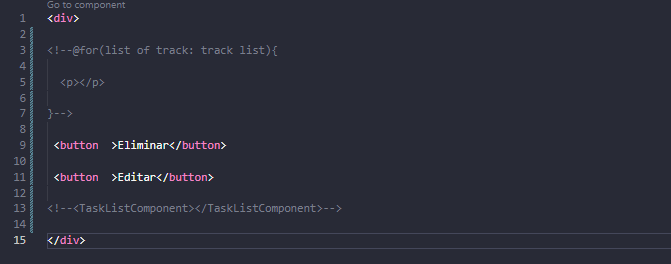 Go to component
1 <div>
2
3 <!--@for(list of track: track list){
4
5 <p></p>
6
7 }-->
8
9 <button  >Eliminar</button>
10
11 <button  >Editar</button>
12
13 <!--<TaskListComponent></TaskListComponent>-->
14
15 </div>